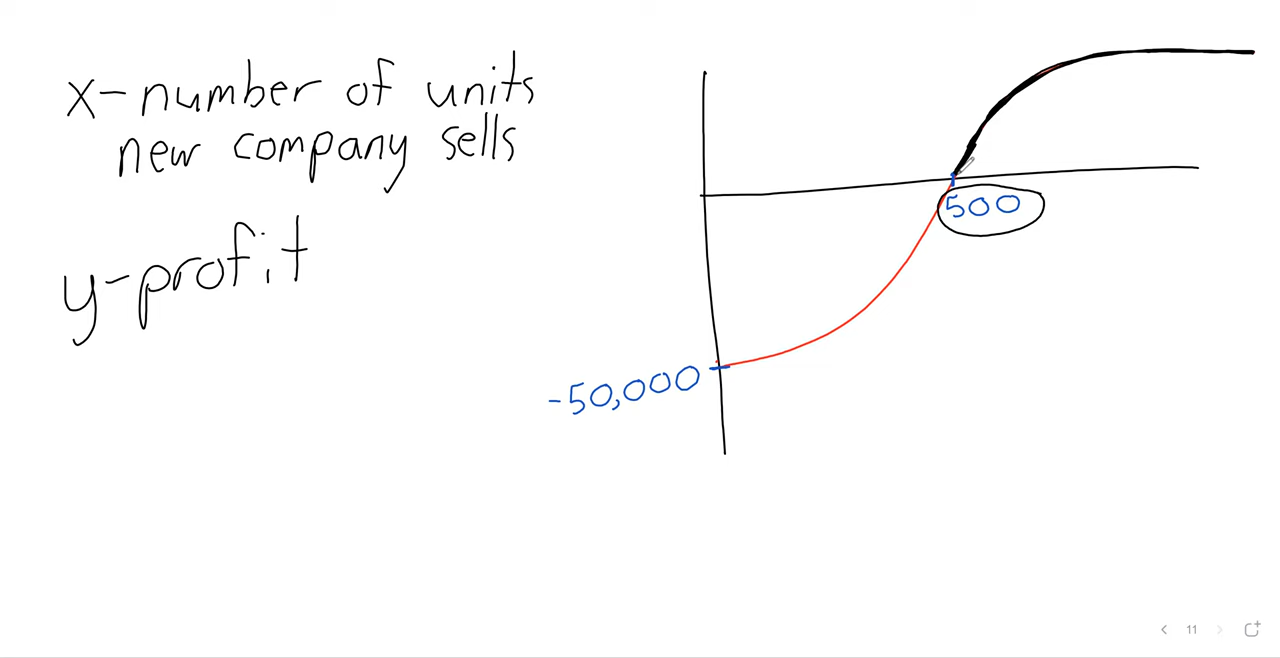 x-number of units
new company sells
y-profit
500
-50,000
11